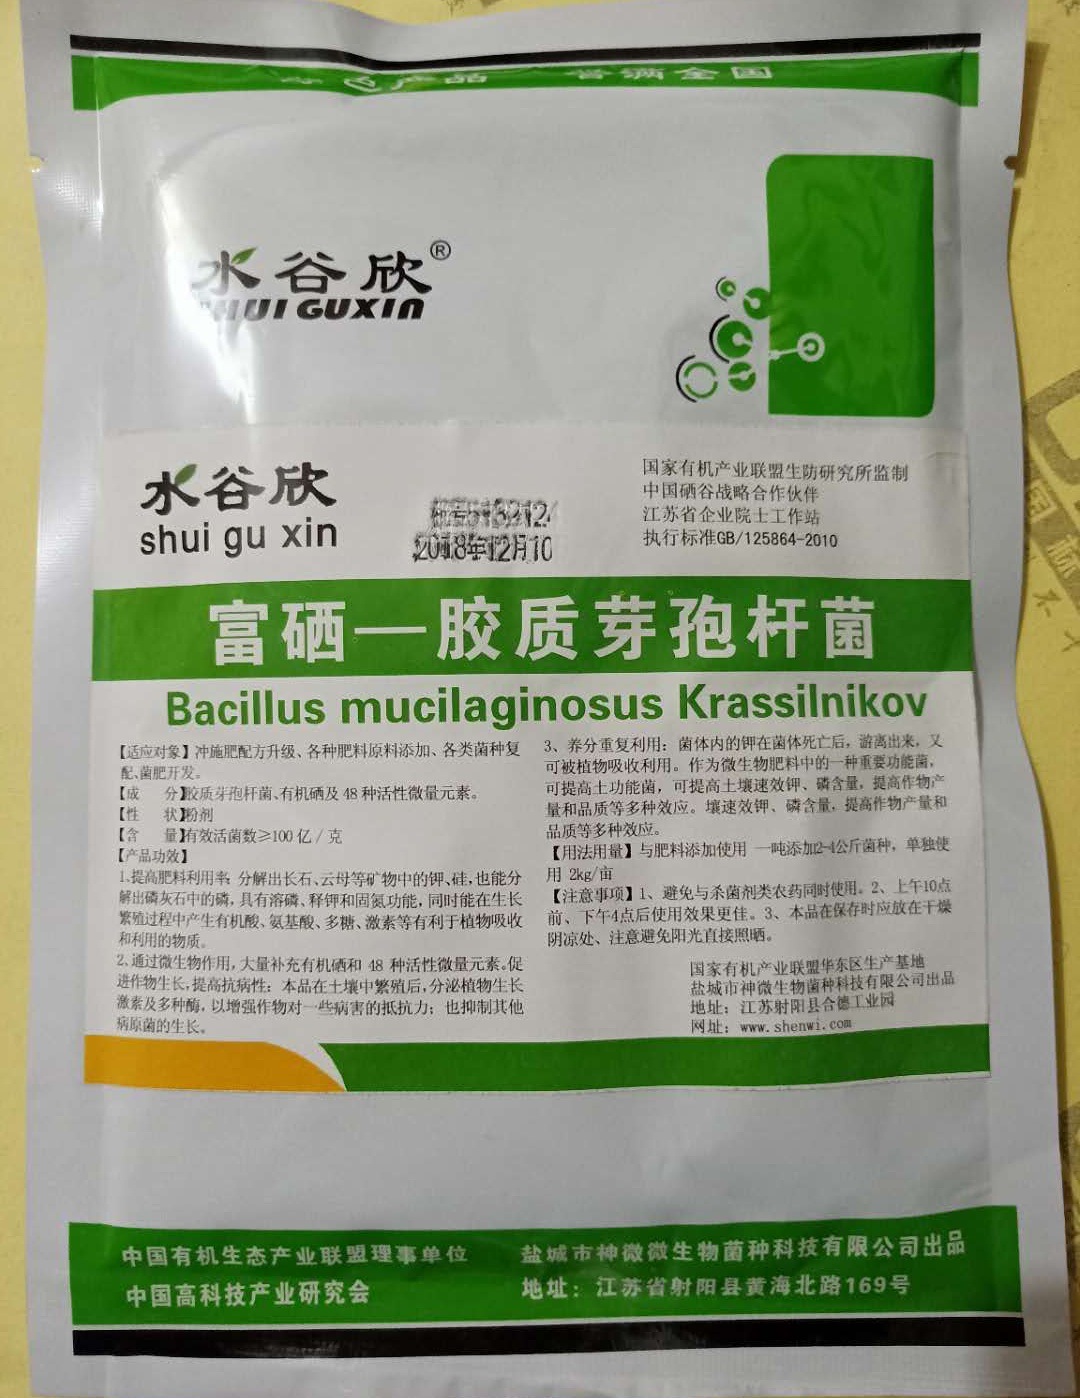 产品 誉满全国
水谷欣®
SHUI GUXIN
水谷欣
shui gu xin
2018年12月10
国家有机产业联盟生防研究所监制
中国硒谷战略合作伙伴
江苏省企业院士工作站
执行标准GB/125864-2010
富硒—胶质芽孢杆菌
Bacillus mucilaginosus Krassilnikov
【适应对象】冲施肥配方升级、各种肥料原料添加、各类菌种复
配、菌肥开发。
【成 分】胶质芽孢杆菌、有机硒及48种活性微量元素。
【性 状】粉剂
【含 量】有效活菌数≥100亿/克
【产品功效】
1、提高肥料利用率: 分解出长石、云母等矿物中的钾、硅,也能分
解出磷灰石中的磷,具有溶磷、释钾和固氮功能,同时能在生长
繁殖过程中产生有机酸、氨基酸、多糖、激素等有利于植物吸收
和利用的物质。
2、通过微生物作用,大量补充有机硒和 48 种活性微量元素。促
进作物生长,提高抗病性: 本品在土壤中繁殖后,分泌植物生长
激素及多种酶,以增强作物对一些病害的抵抗力; 也抑制其他
病原菌的生长。
3、养分重复利用: 菌体内的钾在菌体死亡后,游离出来,又
可被植物吸收利用。作为微生物肥料中的一种重要功能菌,
可提高土功能菌,可提高土壤速效钾、磷含量,提高作物产
量和品质等多种效应。壤速效钾、磷含量,提高作物产量和
品质等多种效应。
【用法用量】与肥料添加使用 一吨添加2-4公斤菌种,单独使
用 2kg/亩
【注意事项】1、避免与杀菌剂类农药同时使用。2、上午10点
前、下午4点后使用效果更佳。3、本品在保存时应放在干燥
阴凉处、注意避免阳光直接照晒。
国家有机产业联盟华东区生产基地
盐城市神微生物菌种科技有限公司出品
地址: 江苏射阳县合德工业园
网址: www.shenwi.com
中国有机生态产业联盟理事单位
中国高科技产业研究会
盐城市神微微生物菌种科技有限公司出品
地址: 江苏省射阳县黄海北路169号